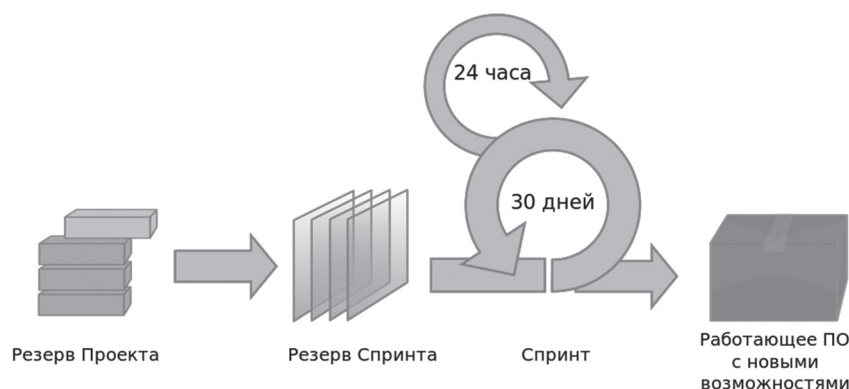 24 часа
30 дней
Резерв Проекта
Резерв Спринта
Спринт
Работающее ПО
с новыми
возможностями